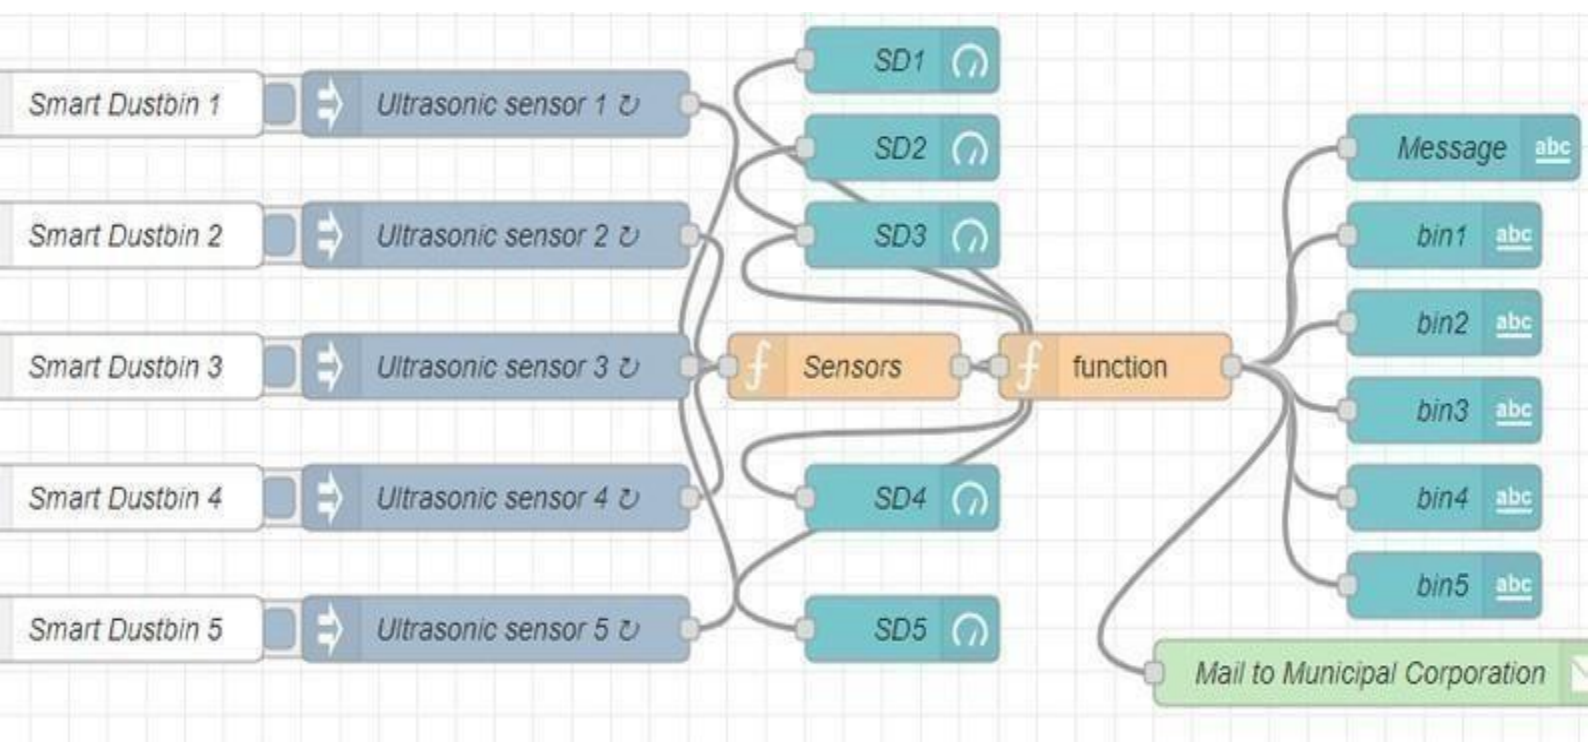 Smart Dustbin 1
Ultrasonic sensor 1 ↻
Smart Dustbin 2
Ultrasonic sensor 2 ↻
Smart Dustbin 3
Ultrasonic sensor 3 ↻
Smart Dustbin 4
Ultrasonic sensor 4 ↻
Smart Dustbin 5
Ultrasonic sensor 5 ↻
SD1
SD2
SD3
f Sensors
SD4
SD5
f function
Message abc
bin1 abc
bin2 abc
bin3 abc
bin4 abc
bin5 abc
Mail to Municipal Corporation